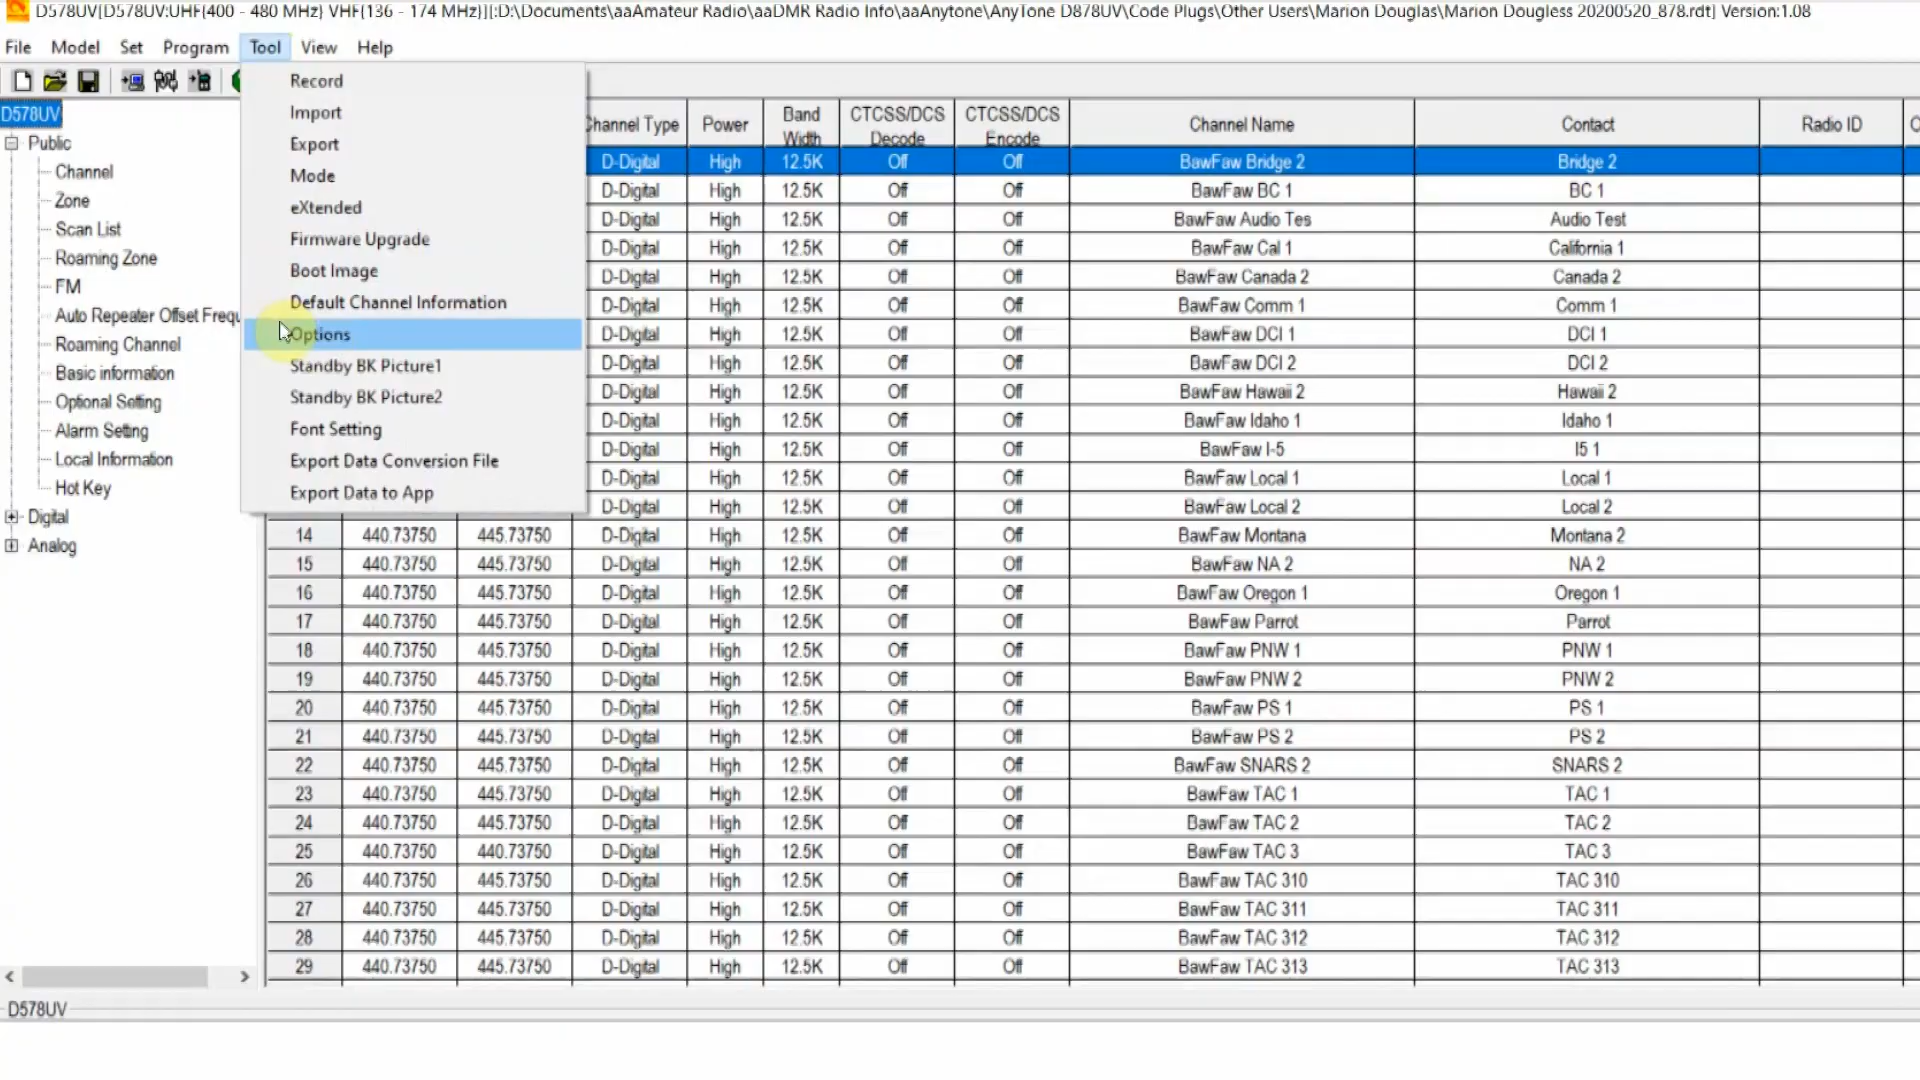 D578UV[D578UV:UHF{400 - 480 MHz} VHF{136 - 174 MHz}][:D:\Documents\aaAmateur Radio\aaDMR Radio Info\aaAnytone\AnyTone D878UV\Code Plugs\Other Users\Marion Douglas\Marion Dougless 20200520_878.rdt] Version:1.08
File Model Set Program Tool View Help
Record
Import
Export
Mode
eXtended
Firmware Upgrade
Boot Image
Default Channel Information
Options
Standby BK Picture1
Standby BK Picture2
Font Setting
Export Data Conversion File
Export Data to App
D578UV
Public
Channel
Zone
Scan List
Roaming Zone
FM
Auto Repeater Offset Frequ
Roaming Channel
Basic information
Optional Setting
Alarm Setting
Local Information
Hot Key
Digital
Analog
Channel Type Power Band Width CTCSS/DCS Decode CTCSS/DCS Encode Channel Name Contact Radio ID
D-Digital High 12.5K Off Off BawFaw Bridge 2 Bridge 2
D-Digital High 12.5K Off Off BawFaw BC 1 BC 1
D-Digital High 12.5K Off Off BawFaw Audio Tes Audio Test
D-Digital High 12.5K Off Off BawFaw Cal 1 California 1
D-Digital High 12.5K Off Off BawFaw Canada 2 Canada 2
D-Digital High 12.5K Off Off BawFaw Comm 1 Comm 1
D-Digital High 12.5K Off Off BawFaw DCI 1 DCI 1
D-Digital High 12.5K Off Off BawFaw DCI 2 DCI 2
D-Digital High 12.5K Off Off BawFaw Hawaii 2 Hawaii 2
D-Digital High 12.5K Off Off BawFaw Idaho 1 Idaho 1
D-Digital High 12.5K Off Off BawFaw I-5 I5 1
D-Digital High 12.5K Off Off BawFaw Local 1 Local 1
D-Digital High 12.5K Off Off BawFaw Local 2 Local 2
14 440.73750 445.73750 D-Digital High 12.5K Off Off BawFaw Montana Montana 2
15 440.73750 445.73750 D-Digital High 12.5K Off Off BawFaw NA 2 NA 2
16 440.73750 445.73750 D-Digital High 12.5K Off Off BawFaw Oregon 1 Oregon 1
17 440.73750 445.73750 D-Digital High 12.5K Off Off BawFaw Parrot Parrot
18 440.73750 445.73750 D-Digital High 12.5K Off Off BawFaw PNW 1 PNW 1
19 440.73750 445.73750 D-Digital High 12.5K Off Off BawFaw PNW 2 PNW 2
20 440.73750 445.73750 D-Digital High 12.5K Off Off BawFaw PS 1 PS 1
21 440.73750 445.73750 D-Digital High 12.5K Off Off BawFaw PS 2 PS 2
22 440.73750 445.73750 D-Digital High 12.5K Off Off BawFaw SNARS 2 SNARS 2
23 440.73750 445.73750 D-Digital High 12.5K Off Off BawFaw TAC 1 TAC 1
24 440.73750 445.73750 D-Digital High 12.5K Off Off BawFaw TAC 2 TAC 2
25 440.73750 445.73750 D-Digital High 12.5K Off Off BawFaw TAC 3 TAC 3
26 440.73750 445.73750 D-Digital High 12.5K Off Off BawFaw TAC 310 TAC 310
27 440.73750 445.73750 D-Digital High 12.5K Off Off BawFaw TAC 311 TAC 311
28 440.73750 445.73750 D-Digital High 12.5K Off Off BawFaw TAC 312 TAC 312
29 440.73750 445.73750 D-Digital High 12.5K Off Off BawFaw TAC 313 TAC 313
D578UV